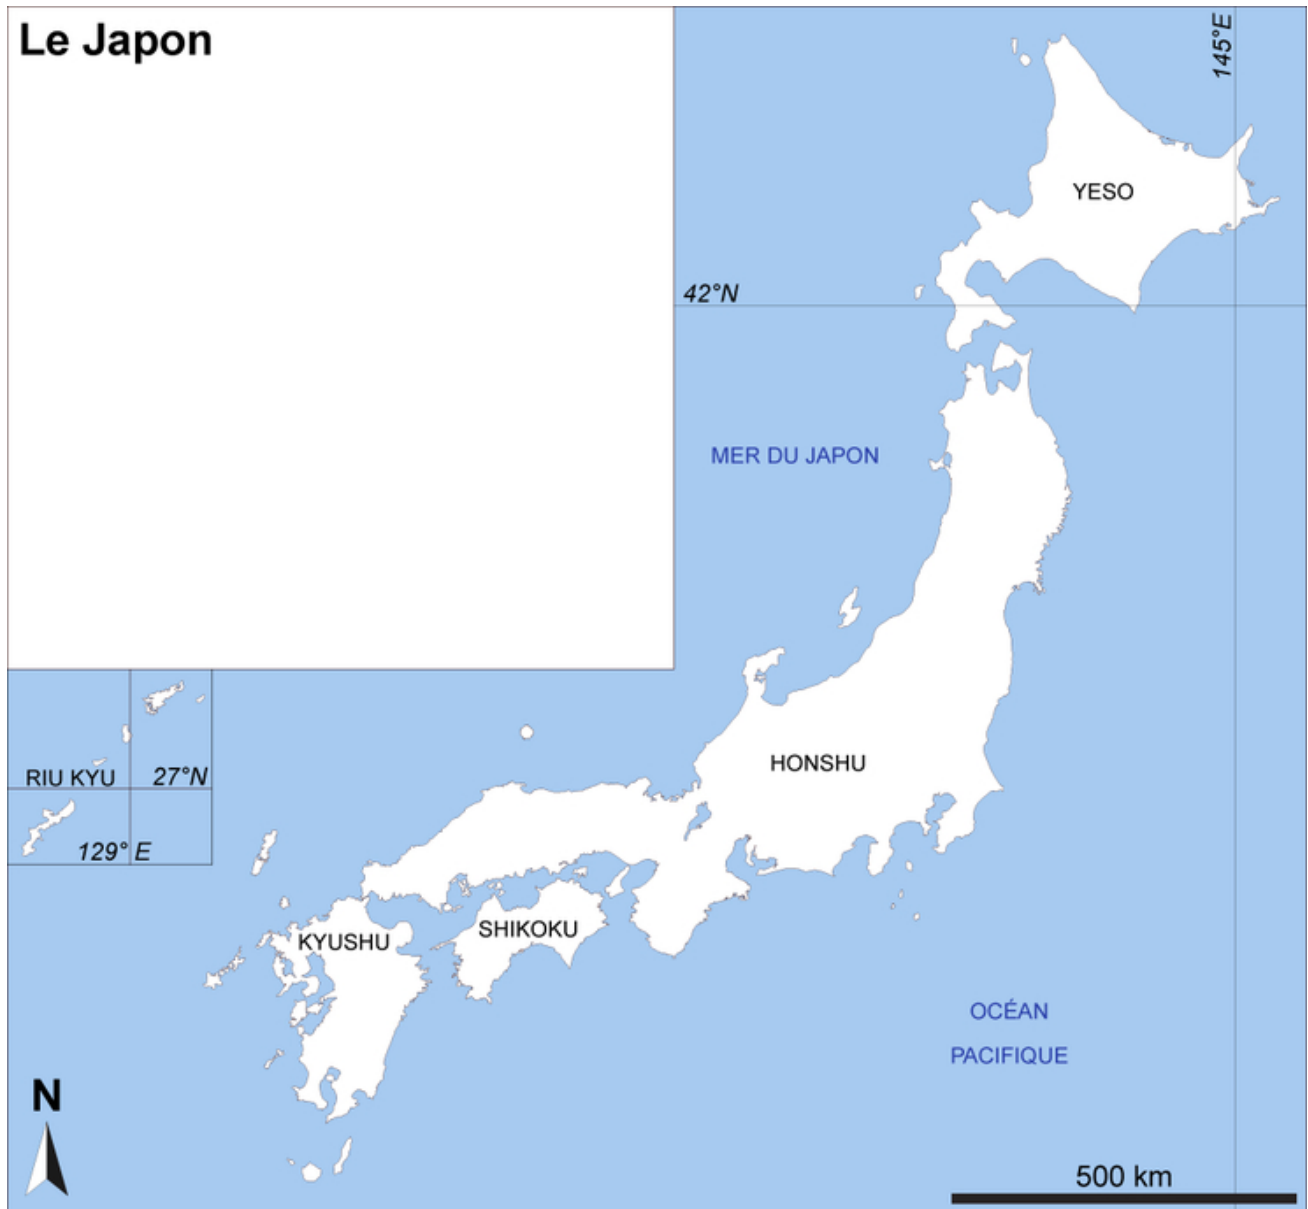 Le Japon
145°E
YESO
42°N
MER DU JAPON
HONSHU
RIU KYU
27°N
129° E
SHIKOKU
KYUSHU
OCÉAN
PACIFIQUE
N
500 km